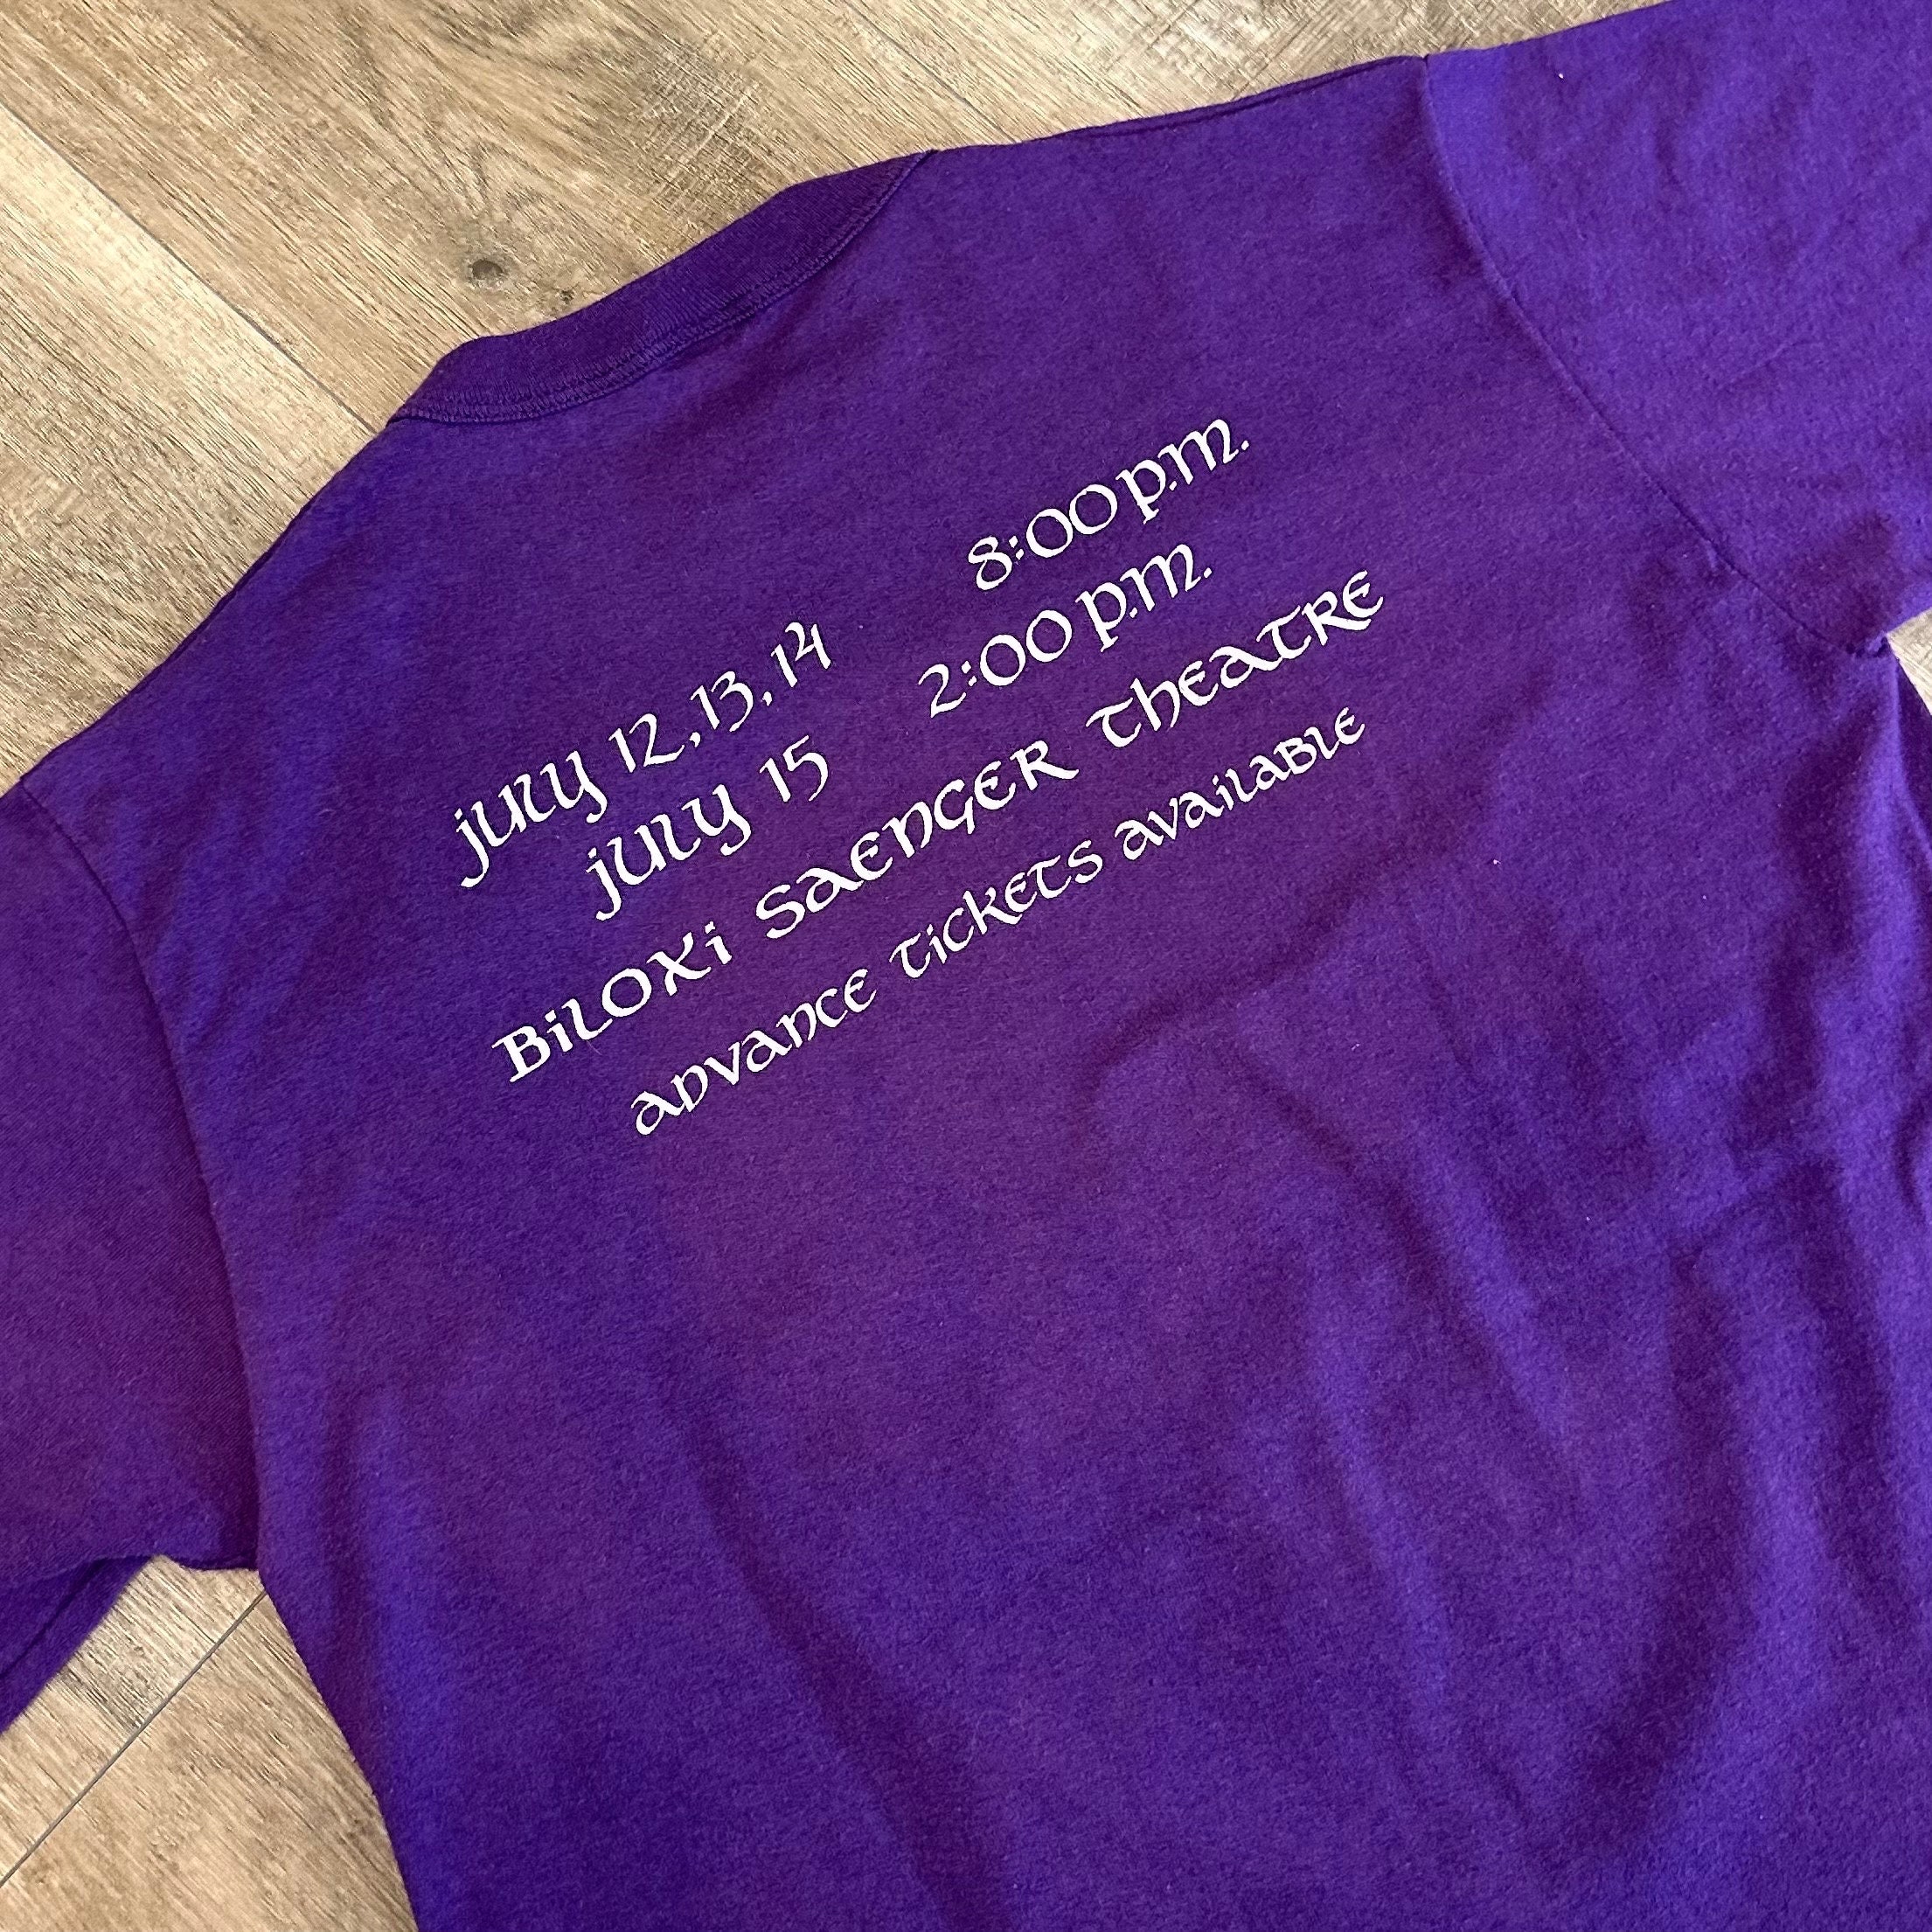 july 12, 13, 14 8:00 p.m.
july 15 2:00 p.m.
Biloxi Saenger Theatre
Advance Tickets Available